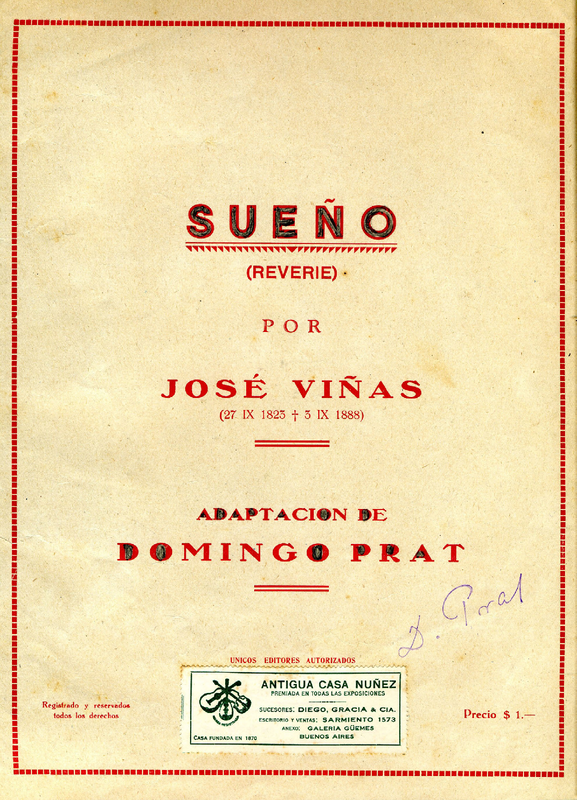 SUEÑO
(REVERIE)
POR
JOSÉ VIÑAS
(27 IX 1823 † 3 IX 1888)
ADAPTACION DE
DOMINGO PRAT
D. Prat
UNICOS EDITORES AUTORIZADOS
ANTIGUA CASA NUÑEZ
PREMIADA EN TODAS LAS EXPOSICIONES
SUCESORES: DIEGO, GRACIA & CIA.
ESCRITORIO Y VENTAS: SARMIENTO 1573
ANEXO: GALERIA GÜEMES
BUENOS AIRES
CASA FUNDADA EN 1870
Registrado y reservados
todos los derechos
Precio $ 1.—